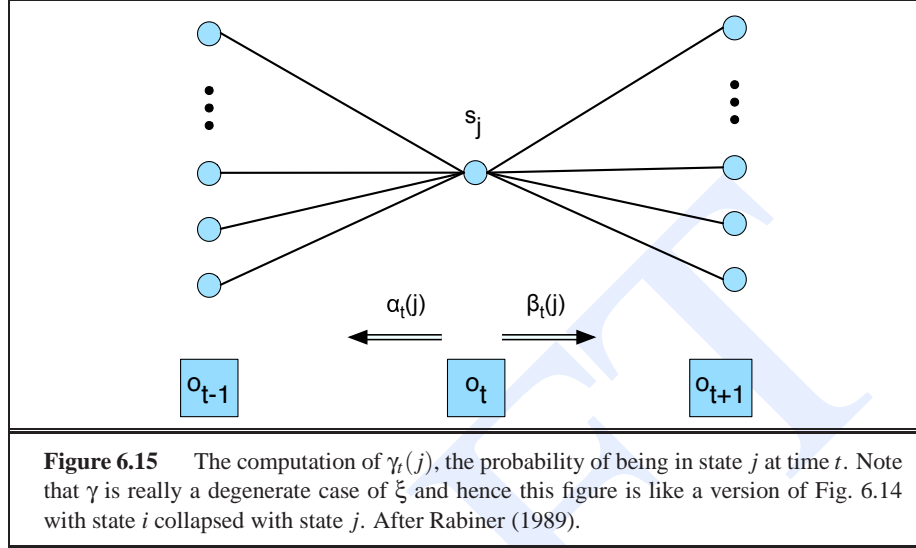 s_j
α_t(j) β_t(j)
o_t-1 o_t o_t+1
Figure 6.15 The computation of γ_t(j), the probability of being in state j at time t. Note
that γ is really a degenerate case of ξ and hence this figure is like a version of Fig. 6.14
with state i collapsed with state j. After Rabiner (1989).